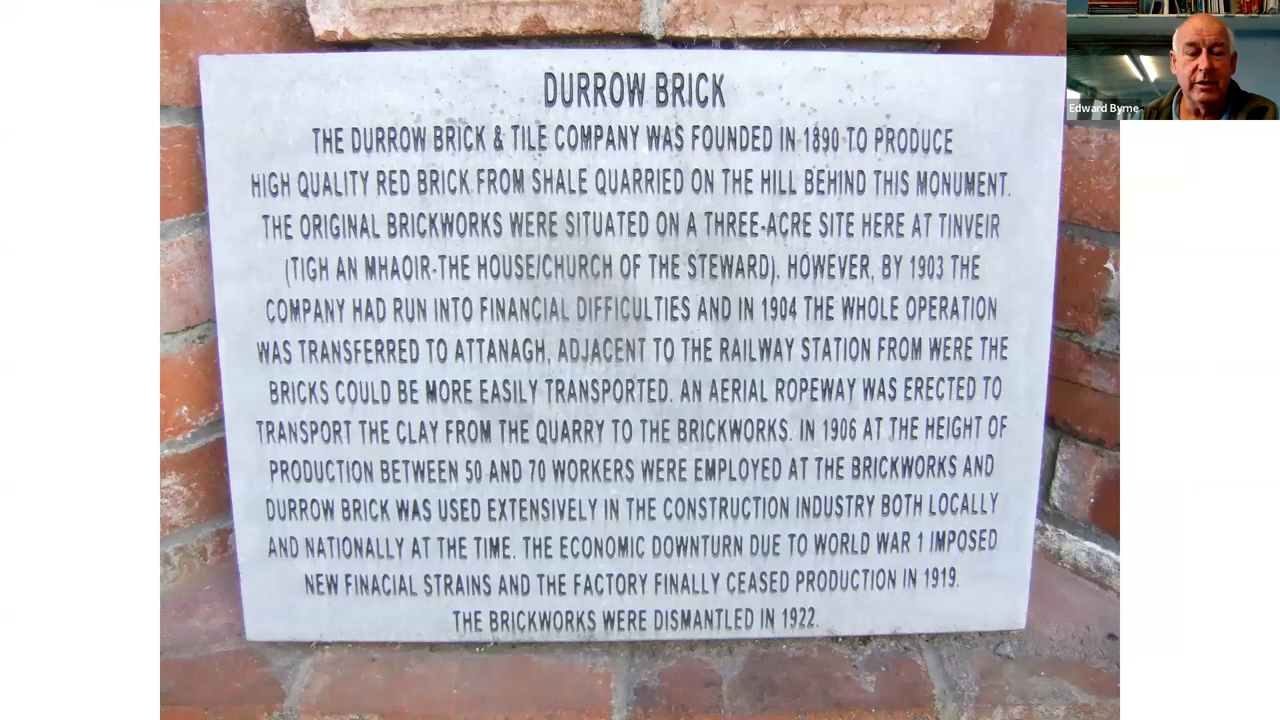 DURROW BRICK
THE DURROW BRICK & TILE COMPANY WAS FOUNDED IN 1890 TO PRODUCE
HIGH QUALITY RED BRICK FROM SHALE QUARRIED ON THE HILL BEHIND THIS MONUMENT.
THE ORIGINAL BRICKWORKS WERE SITUATED ON A THREE-ACRE SITE HERE AT TINVEIR
(TIGH AN MHAOIR-THE HOUSE/CHURCH OF THE STEWARD). HOWEVER, BY 1903 THE
COMPANY HAD RUN INTO FINANCIAL DIFFICULTIES AND IN 1904 THE WHOLE OPERATION
WAS TRANSFERRED TO ATTANAGH, ADJACENT TO THE RAILWAY STATION FROM WERE THE
BRICKS COULD BE MORE EASILY TRANSPORTED. AN AERIAL ROPEWAY WAS ERECTED TO
TRANSPORT THE CLAY FROM THE QUARRY TO THE BRICKWORKS. IN 1906 AT THE HEIGHT OF
PRODUCTION BETWEEN 50 AND 70 WORKERS WERE EMPLOYED AT THE BRICKWORKS AND
DURROW BRICK WAS USED EXTENSIVELY IN THE CONSTRUCTION INDUSTRY BOTH LOCALLY
AND NATIONALLY AT THE TIME. THE ECONOMIC DOWNTURN DUE TO WORLD WAR 1 IMPOSED
NEW FINACIAL STRAINS AND THE FACTORY FINALLY CEASED PRODUCTION IN 1919.
THE BRICKWORKS WERE DISMANTLED IN 1922.
Edward Byrne